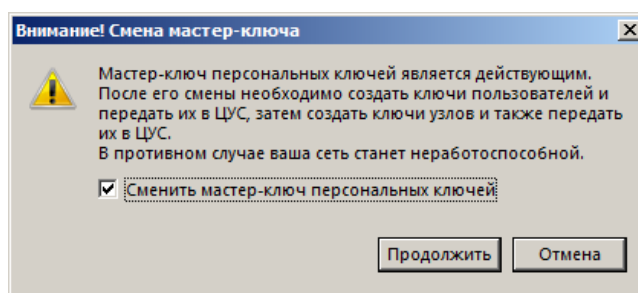 Внимание! Смена мастер-ключа
Мастер-ключ персональных ключей является действующим.
После его смены необходимо создать ключи пользователей и
передать их в ЦУС, затем создать ключи узлов и также передать
их в ЦУС.
В противном случае ваша сеть станет неработоспособной.
Сменить мастер-ключ персональных ключей
Продолжить
Отмена